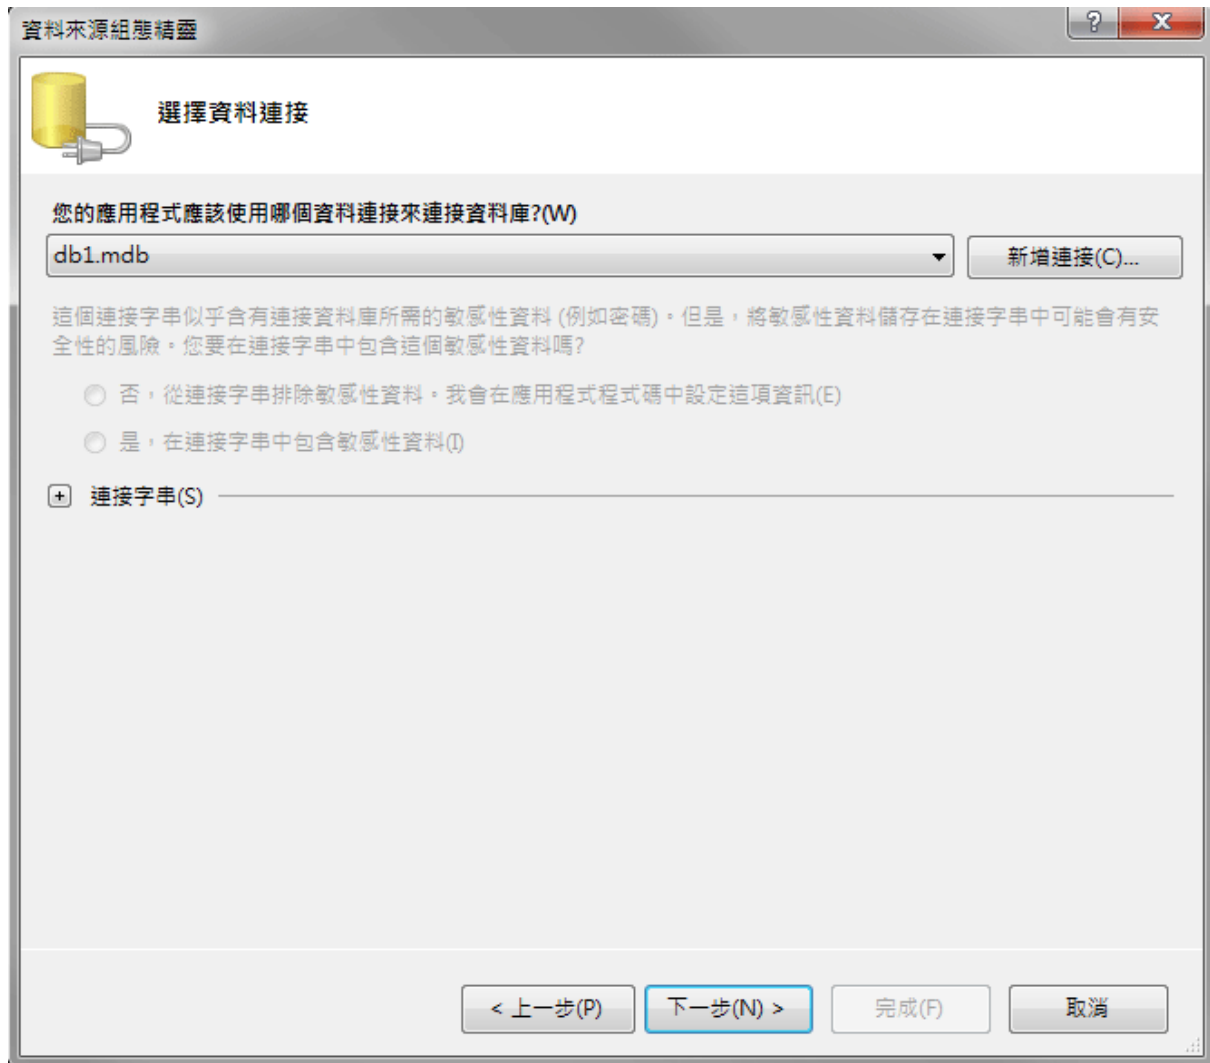 資料來源組態精靈
選擇資料連接
您的應用程式應該使用哪個資料連接來連接資料庫?(W)
db1.mdb
新增連接(C)...
這個連接字串似乎含有連接資料庫所需的敏感性資料 (例如密碼)。但是，將敏感性資料儲存在連接字串中可能會有安
全性的風險。您要在連接字串中包含這個敏感性資料嗎?
否，從連接字串排除敏感性資料。我會在應用程式程式碼中設定這項資訊(E)
是，在連接字串中包含敏感性資料(I)
連接字串(S)
< 上一步(P)
下一步(N) >
完成(F)
取消